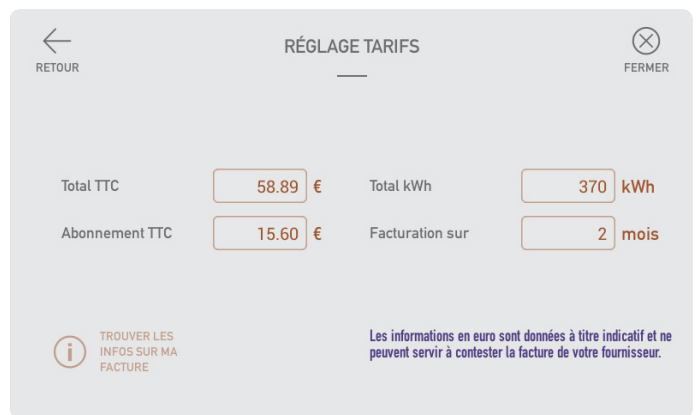 RETOUR
RÉGLAGE TARIFS
FERMER
Total TTC 58.89 € Total kWh 370 kWh
Abonnement TTC 15.60 € Facturation sur 2 mois
TROUVER LES
INFOS SUR MA
FACTURE
Les informations en euro sont données à titre indicatif et ne
peuvent servir à contester la facture de votre fournisseur.